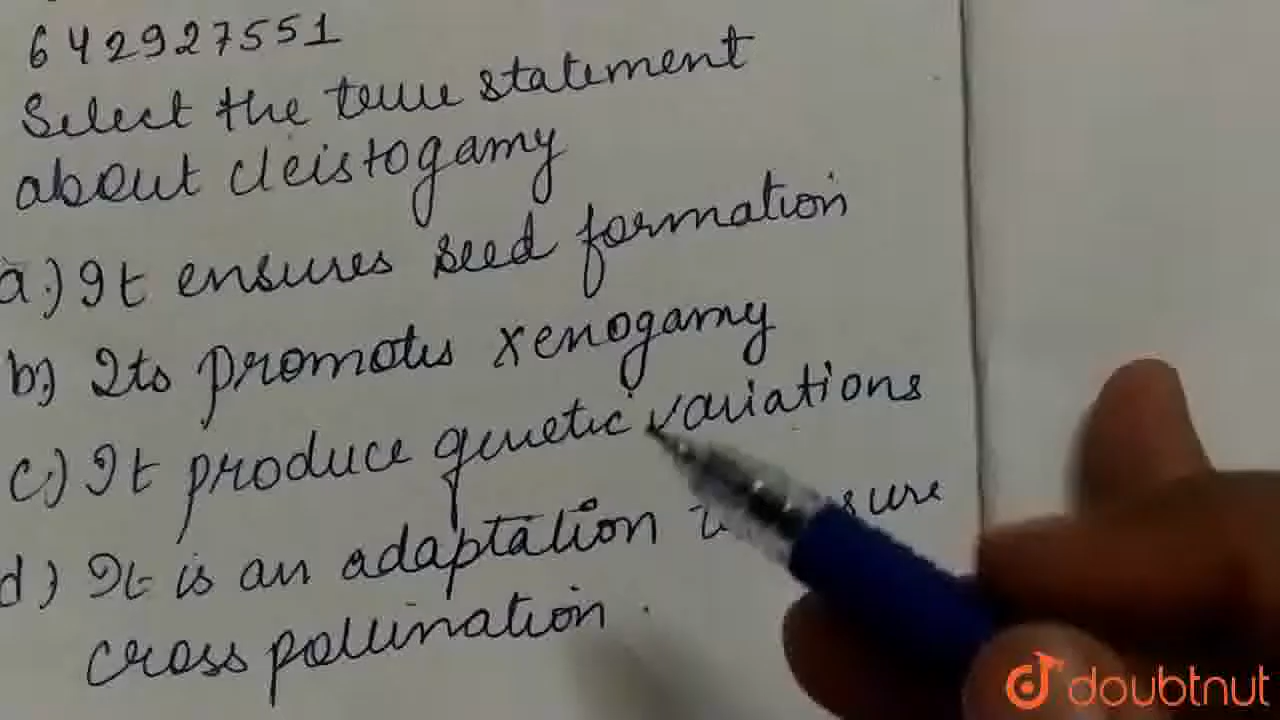 642927551
Select the true statement
about cleistogamy
a.) It ensures seed formation
b.) Its promotes xenogamy
c.) It produce genetic variations
d.) It is an adaptation
cross pollination.
doubtnut